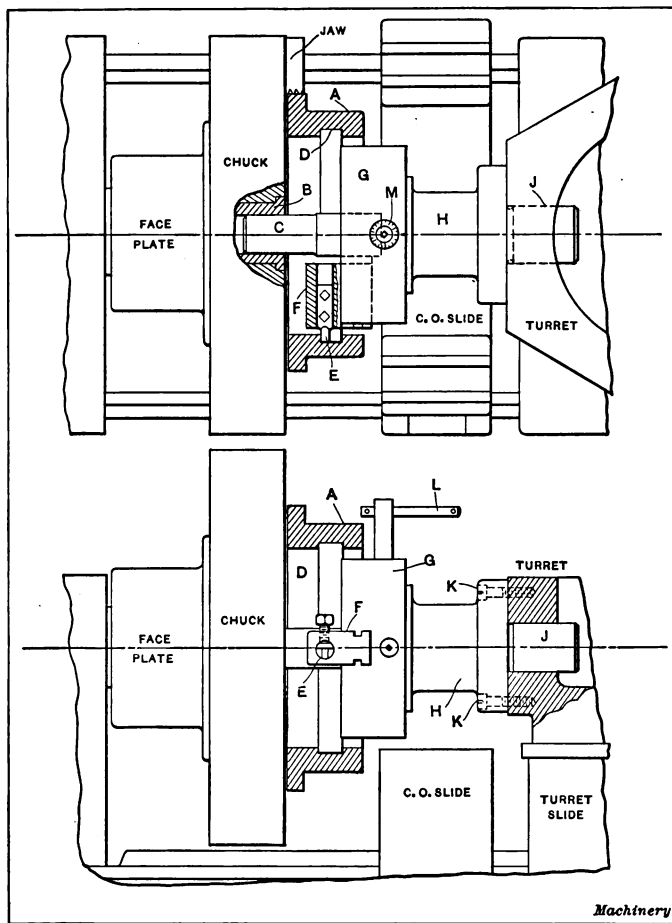 JAW
A
D
CHUCK
G
B
M
H
J
C
FACE
PLATE
F
C. O. SLIDE
TURRET
E
A
L
TURRET
D
G
K
CHUCK
F
FACE
PLATE
J
E
H
K
C. O. SLIDE
TURRET
SLIDE
Machinery